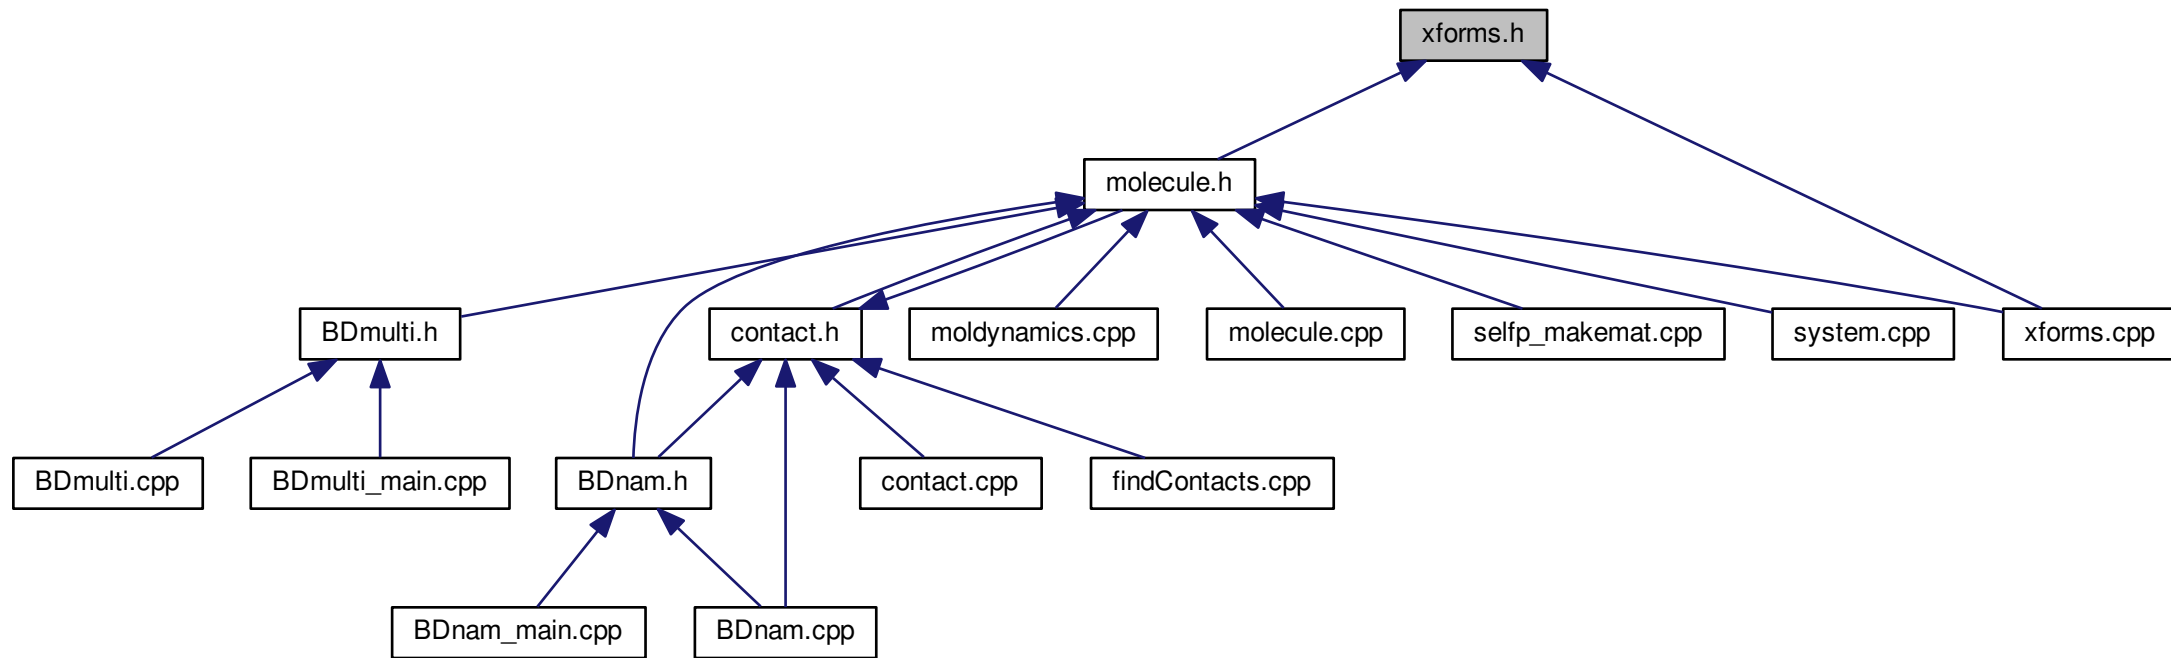 xforms.h
molecule.h
BDmulti.h
contact.h
moldynamics.cpp
molecule.cpp
selfp_makemat.cpp
system.cpp
xforms.cpp
BDmulti.cpp
BDmulti_main.cpp
BDnam.h
contact.cpp
findContacts.cpp
BDnam_main.cpp
BDnam.cpp